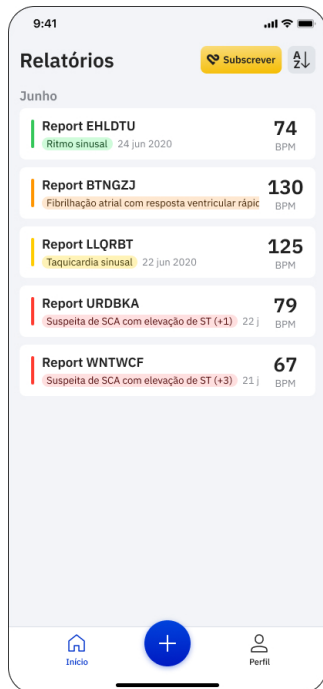 9:41
Relatórios
Subscrever
A
Z
Junho
Report EHLDTU
74
Ritmo sinusal 24 jun 2020
BPM
Report BTNGZJ
130
Fibrilhação atrial com resposta ventricular rápic
BPM
Report LLQRBT
125
Taquicardia sinusal 22 jun 2020
BPM
Report URDBKA
79
Suspeita de SCA com elevação de ST (+1) 22 j
BPM
Report WNTWCF
67
Suspeita de SCA com elevação de ST (+3) 21 j
BPM
Início
Perfil